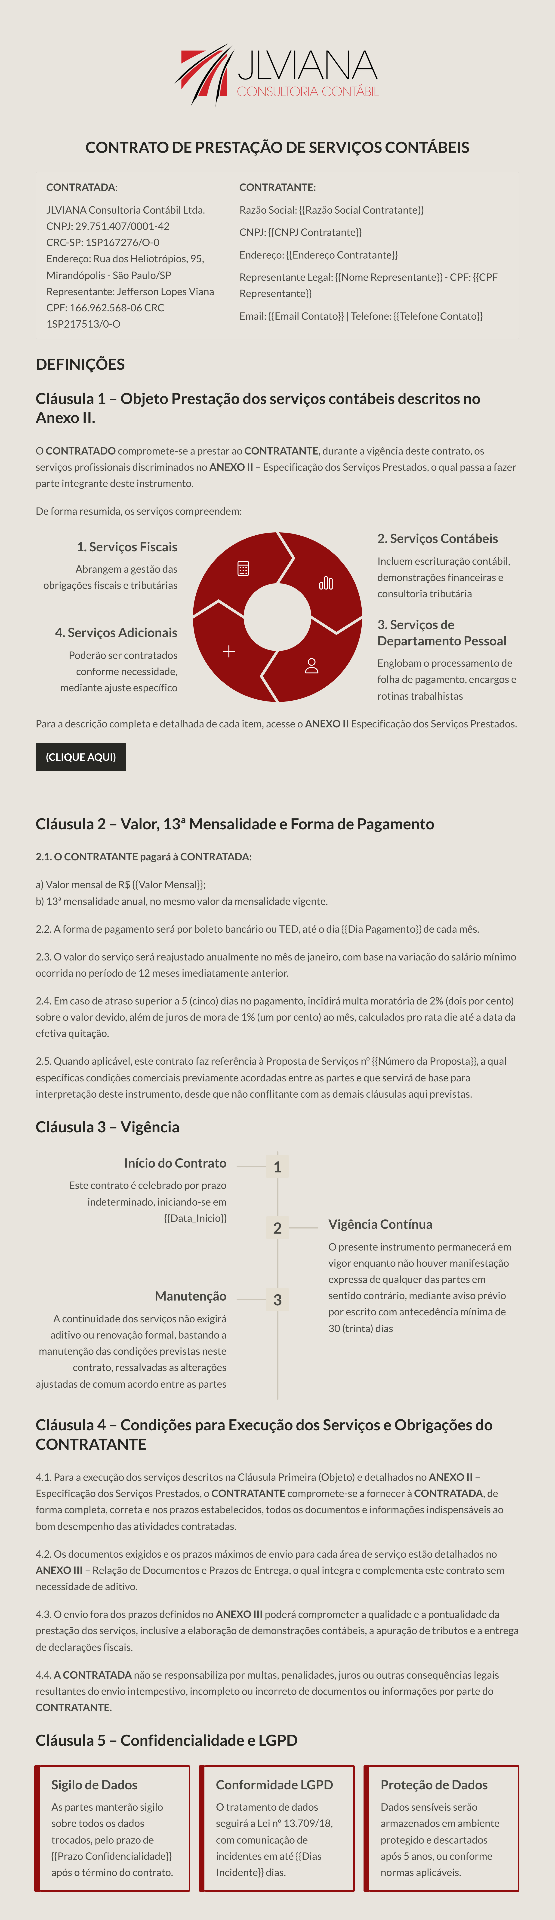 JLVIANA
CONSULTORIA CONTÁBIL
CONTRATO DE PRESTAÇÃO DE SERVIÇOS CONTÁBEIS
CONTRATADA:
JLVIANA Consultoria Contábil Ltda.
CNPJ: 29.751.407/0001-42
CRC-SP: 1SP167276/O-0
Endereço: Rua dos Heliotrópios, 95,
Mirandópolis - São Paulo/SP
Representante: Jefferson Lopes Viana
CPF: 166.962.568-06 CRC
1SP217513/0-O
CONTRATANTE:
Razão Social: {{Razão Social Contratante}}
CNPJ: {{CNPJ Contratante}}
Endereço: {{Endereço Contratante}}
Representante Legal: {{Nome Representante}} - CPF: {{CPF
Representante}}
Email: {{Email Contato}} | Telefone: {{Telefone Contato}}
DEFINIÇÕES
Cláusula 1 – Objeto Prestação dos serviços contábeis descritos no
Anexo II.
O CONTRATADO compromete-se a prestar ao CONTRATANTE, durante a vigência deste contrato, os
serviços profissionais discriminados no ANEXO II – Especificação dos Serviços Prestados, o qual passa a fazer
parte integrante deste instrumento.
De forma resumida, os serviços compreendem:
1. Serviços Fiscais
Abrangem a gestão das
obrigações fiscais e tributárias
2. Serviços Contábeis
Incluem escrituração contábil,
demonstrações financeiras e
consultoria tributária
3. Serviços de
Departamento Pessoal
Englobam o processamento de
folha de pagamento, encargos e
rotinas trabalhistas
4. Serviços Adicionais
Poderão ser contratados
conforme necessidade,
mediante ajuste específico
Para a descrição completa e detalhada de cada item, acesse o ANEXO II Especificação dos Serviços Prestados.
(CLIQUE AQUI)
Cláusula 2 – Valor, 13ª Mensalidade e Forma de Pagamento
2.1. O CONTRATANTE pagará à CONTRATADA:
a) Valor mensal de R$ {{Valor Mensal}};
b) 13ª mensalidade anual, no mesmo valor da mensalidade vigente.
2.2. A forma de pagamento será por boleto bancário ou TED, até o dia {{Dia Pagamento}} de cada mês.
2.3. O valor do serviço será reajustado anualmente no mês de janeiro, com base na variação do salário mínimo
ocorrida no período de 12 meses imediatamente anterior.
2.4. Em caso de atraso superior a 5 (cinco) dias no pagamento, incidirá multa moratória de 2% (dois por cento)
sobre o valor devido, além de juros de mora de 1% (um por cento) ao mês, calculados pro rata die até a data da
efetiva quitação.
2.5. Quando aplicável, este contrato faz referência à Proposta de Serviços nº {{Número da Proposta}}, a qual
especificas condições comerciais previamente acordadas entre as partes e que servirá de base para
interpretação deste instrumento, desde que não conflitante com as demais cláusulas aqui previstas.
Cláusula 3 – Vigência
Início do Contrato
Este contrato é celebrado por prazo
indeterminado, iniciando-se em
{{Data_Inicio}}
1
2
Vigência Contínua
O presente instrumento permanecerá em
vigor enquanto não houver manifestação
expressa de qualquer das partes em
sentido contrário, mediante aviso prévio
por escrito com antecedência mínima de
30 (trinta) dias
Manutenção
A continuidade dos serviços não exigirá
aditivo ou renovação formal, bastando a
manutenção das condições previstas neste
contrato, ressalvadas as alterações
ajustadas de comum acordo entre as partes
3
Cláusula 4 – Condições para Execução dos Serviços e Obrigações do
CONTRATANTE
4.1. Para a execução dos serviços descritos na Cláusula Primeira (Objeto) e detalhados no ANEXO II –
Especificação dos Serviços Prestados, o CONTRATANTE compromete-se a fornecer à CONTRATADA, de
forma completa, correta e nos prazos estabelecidos, todos os documentos e informações indispensáveis ao
bom desempenho das atividades contratadas.
4.2. Os documentos exigidos e os prazos máximos de envio para cada área de serviço estão detalhados no
ANEXO III – Relação de Documentos e Prazos de Entrega, o qual integra e complementa este contrato sem
necessidade de aditivo.
4.3. O envio fora dos prazos definidos no ANEXO III poderá comprometer a qualidade e a pontualidade da
prestação dos serviços, inclusive a elaboração de demonstrações contábeis, a apuração de tributos e a entrega
de declarações fiscais.
4.4. A CONTRATADA não se responsabiliza por multas, penalidades, juros ou outras consequências legais
resultantes do envio intempestivo, incompleto ou incorreto de documentos ou informações por parte do
CONTRATANTE.
Cláusula 5 – Confidencialidade e LGPD
Sigilo de Dados
As partes manterão sigilo
sobre todos os dados
trocados, pelo prazo de
{{Prazo Confidencialidade}}
após o término do contrato.
Conformidade LGPD
O tratamento de dados
seguirá a Lei nº 13.709/18,
com comunicação de
incidentes em até {{Dias
Incidente}} dias.
Proteção de Dados
Dados sensíveis serão
armazenados em ambiente
protegido e descartados
após 5 anos, ou conforme
normas aplicáveis.